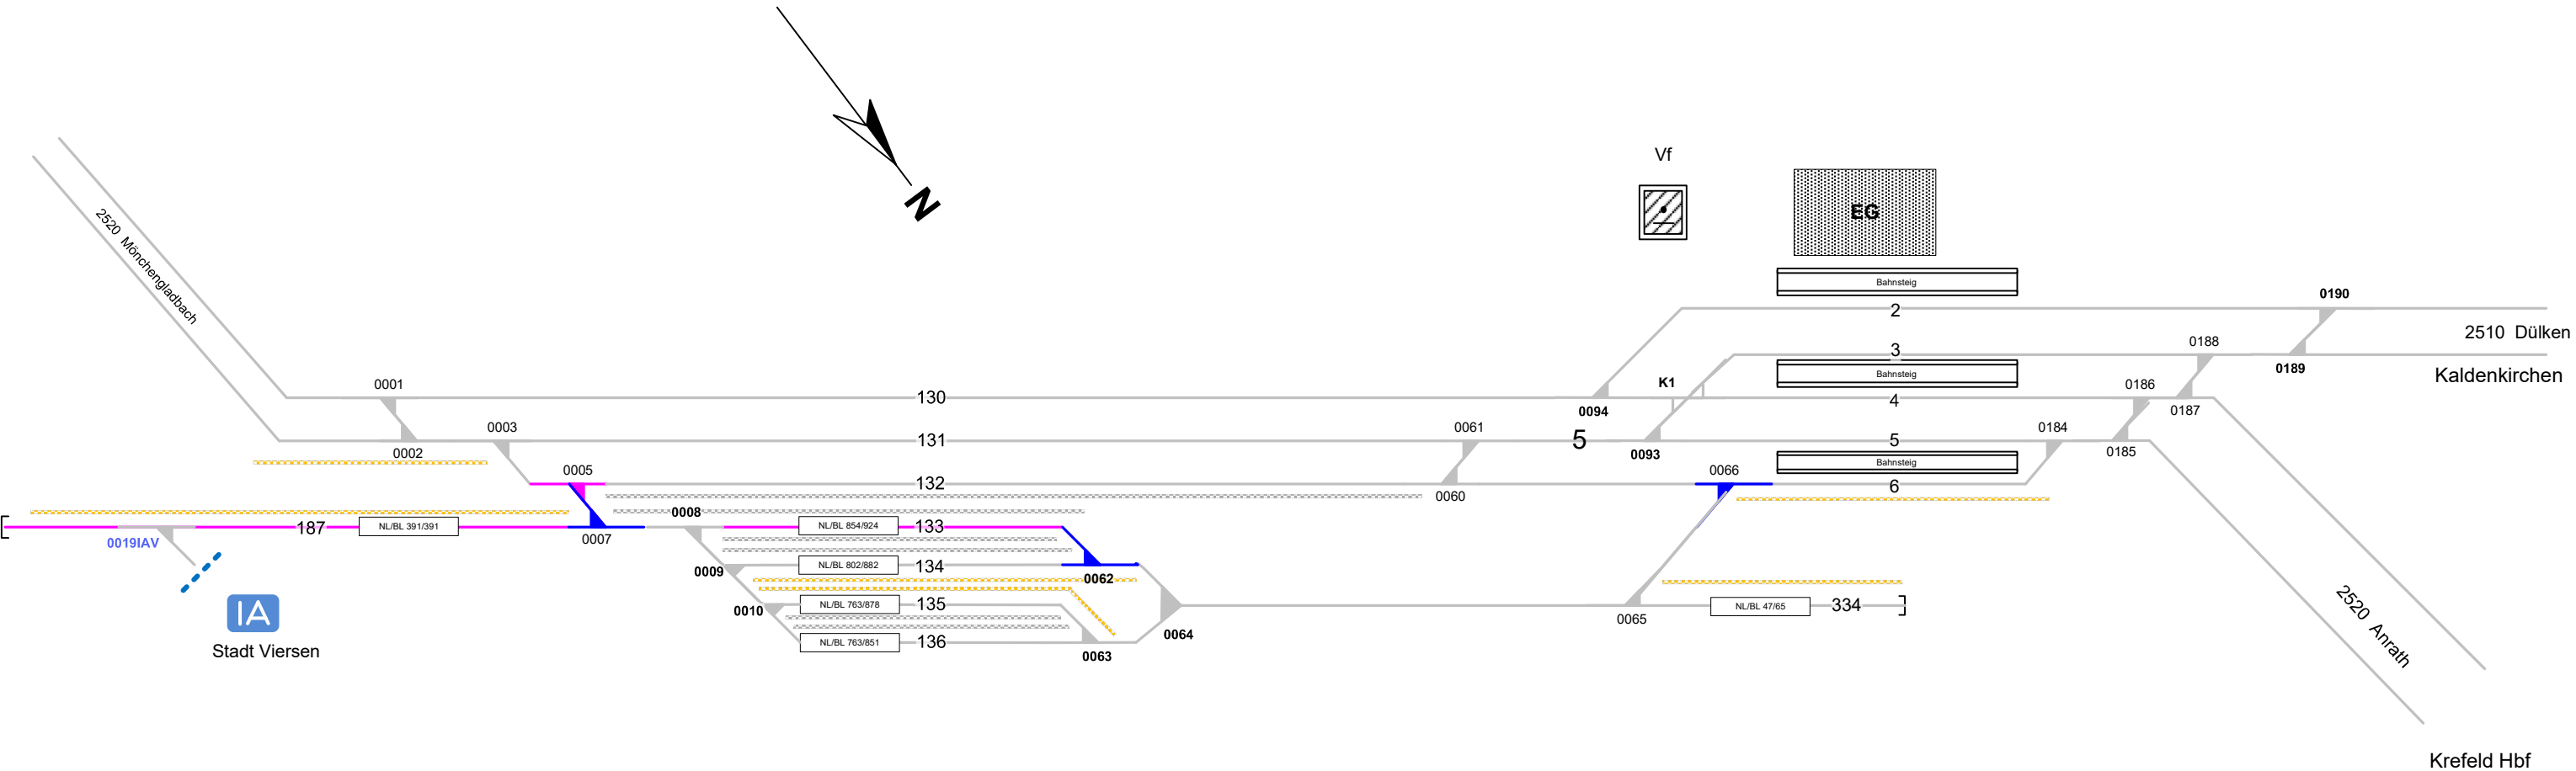 N
Vf
EG
2520 Mönchengladbach
Bahnsteig
0190
2
2510 Dülken
0188
3
Bahnsteig
0189
Kaldenkirchen
K1
0001
130
0094
4
0186
0187
0003
0061
131
5
5
0002
0093
0184
0185
0005
Bahnsteig
0066
132
0060
6
0008
187
NL/BL 391/391
NL/BL 854/924
133
0019IAV
0007
NL/BL 802/882
134
0009
0062
IA
NL/BL 763/878
135
0010
NL/BL 47/65
334
0065
2520 Anrath
NL/BL 763/851
136
0064
0063
Stadt Viersen
Krefeld Hbf